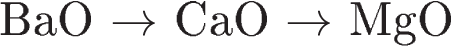 BaO → CaO → MgO